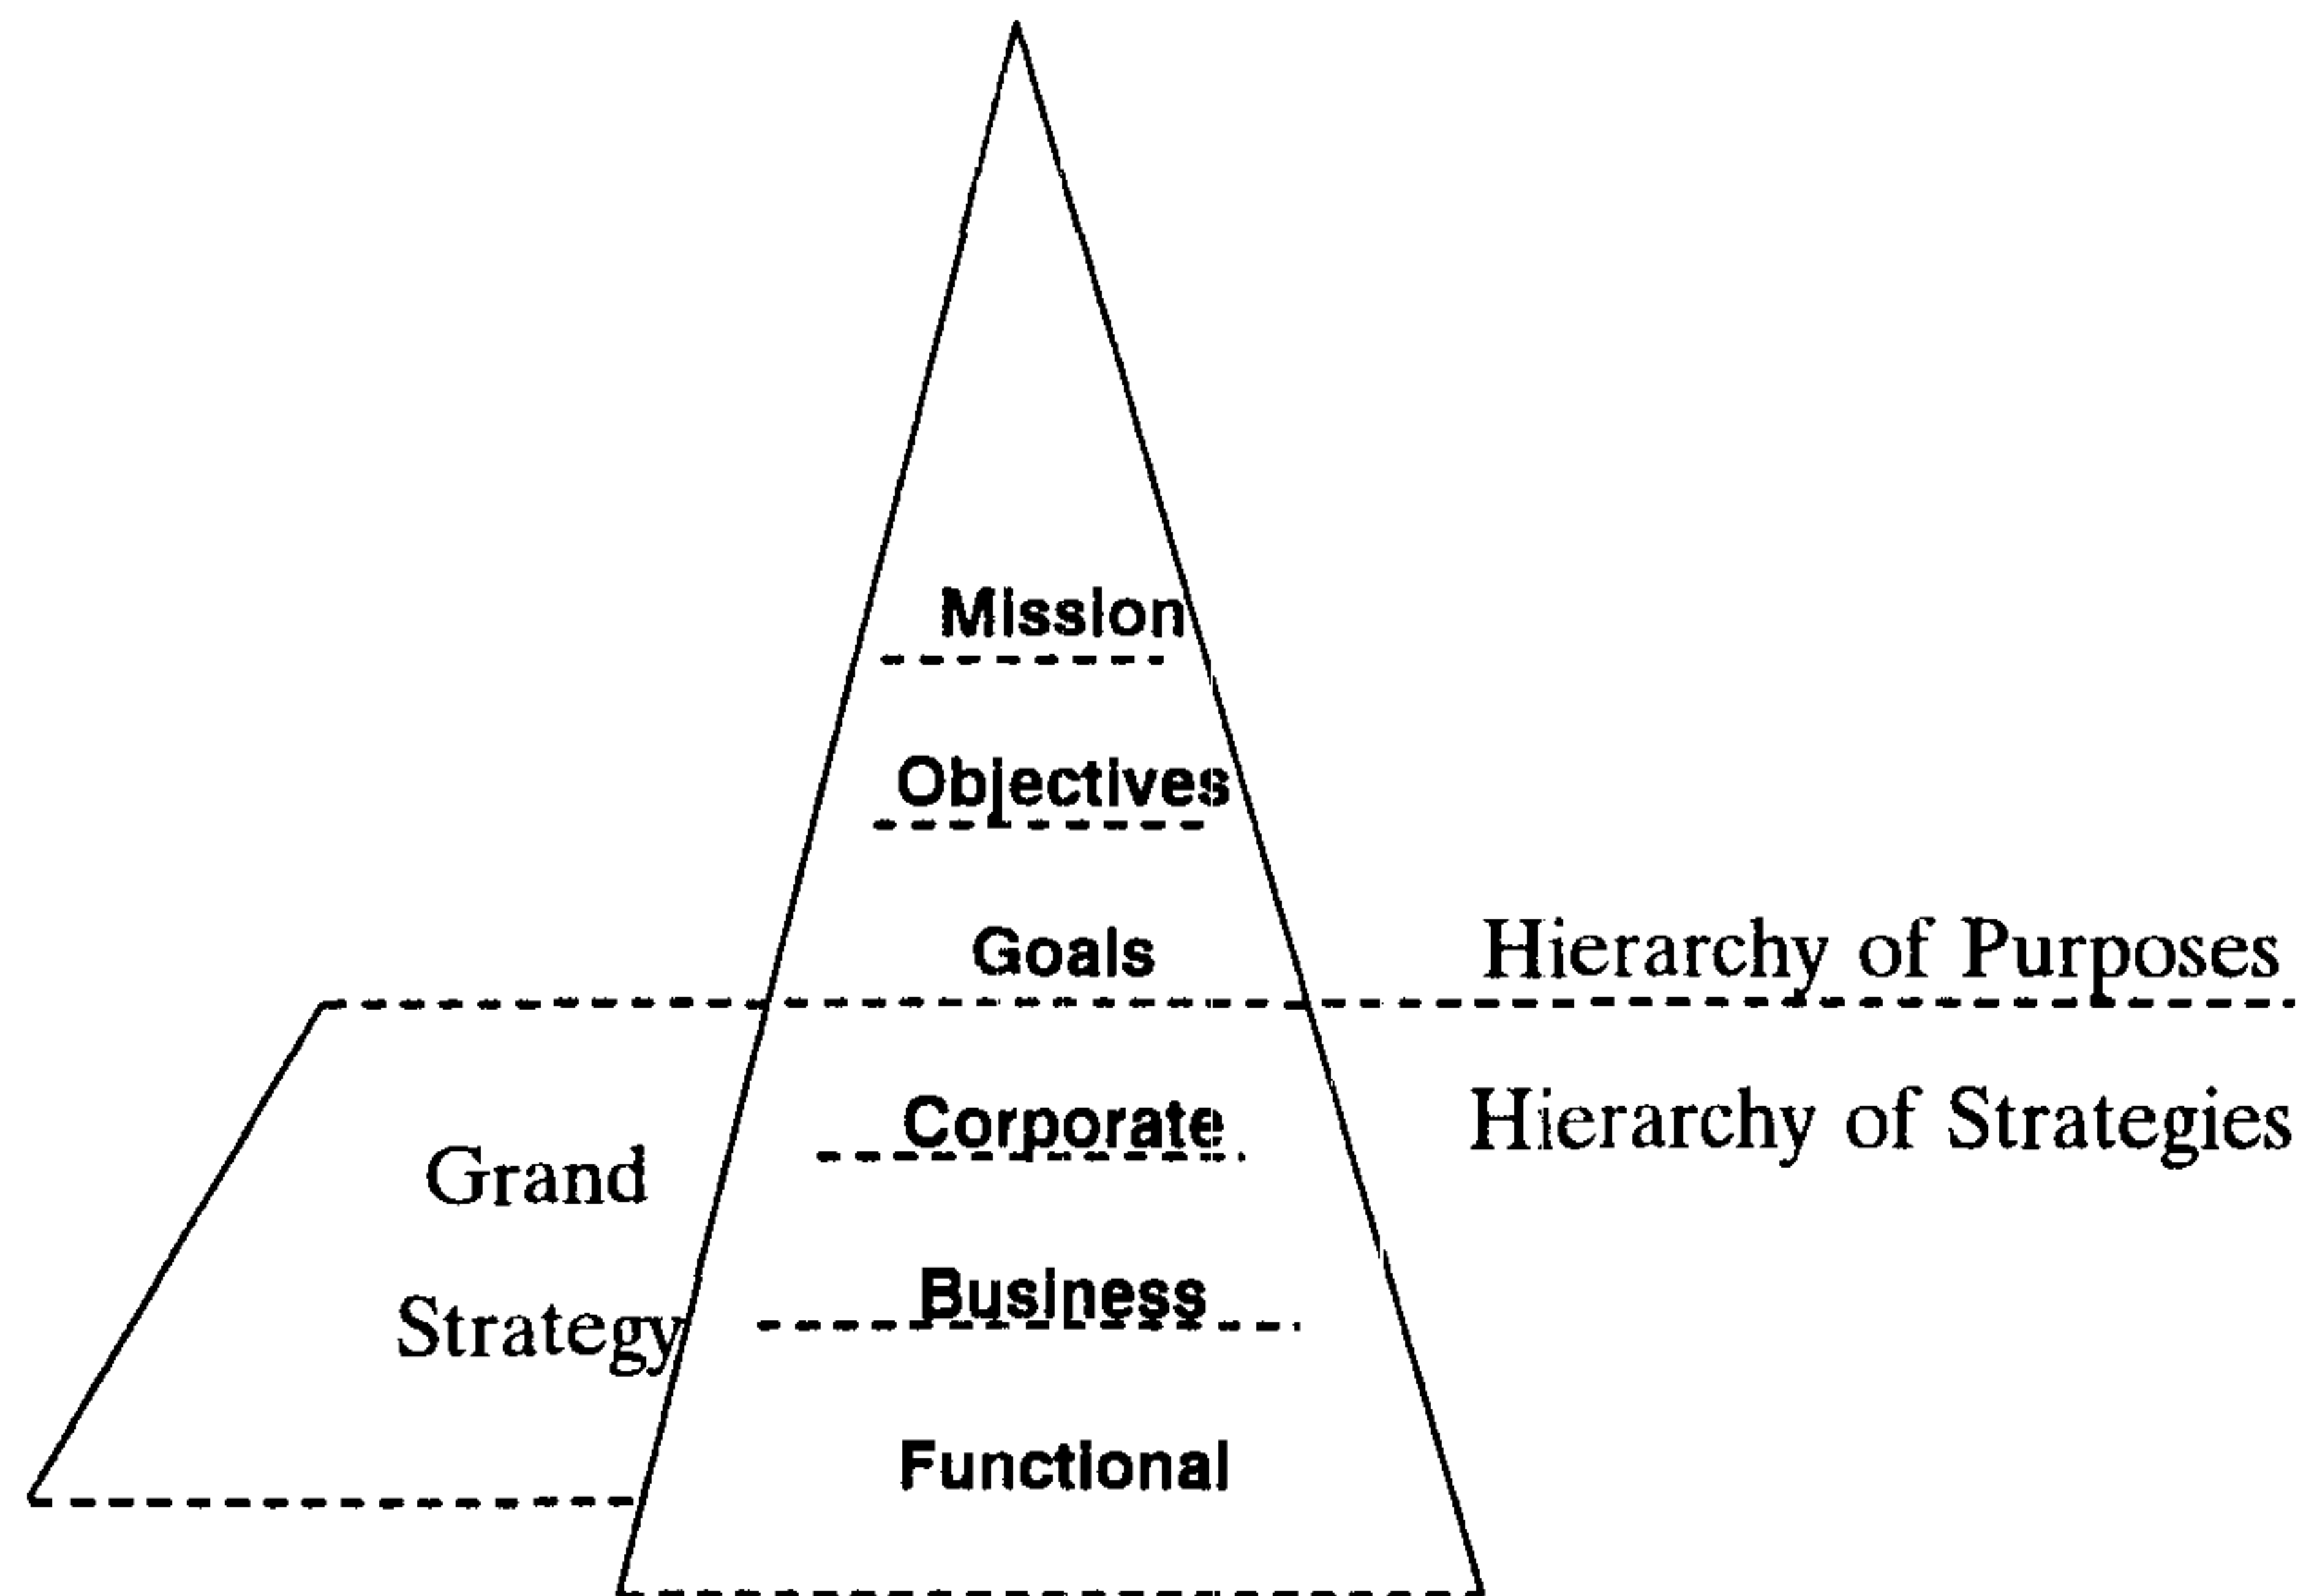 Mission
Objectives
Goals
Hierarchy of Purposes
Corporate
Hierarchy of Strategies
Grand
Business
Strategy
Functional